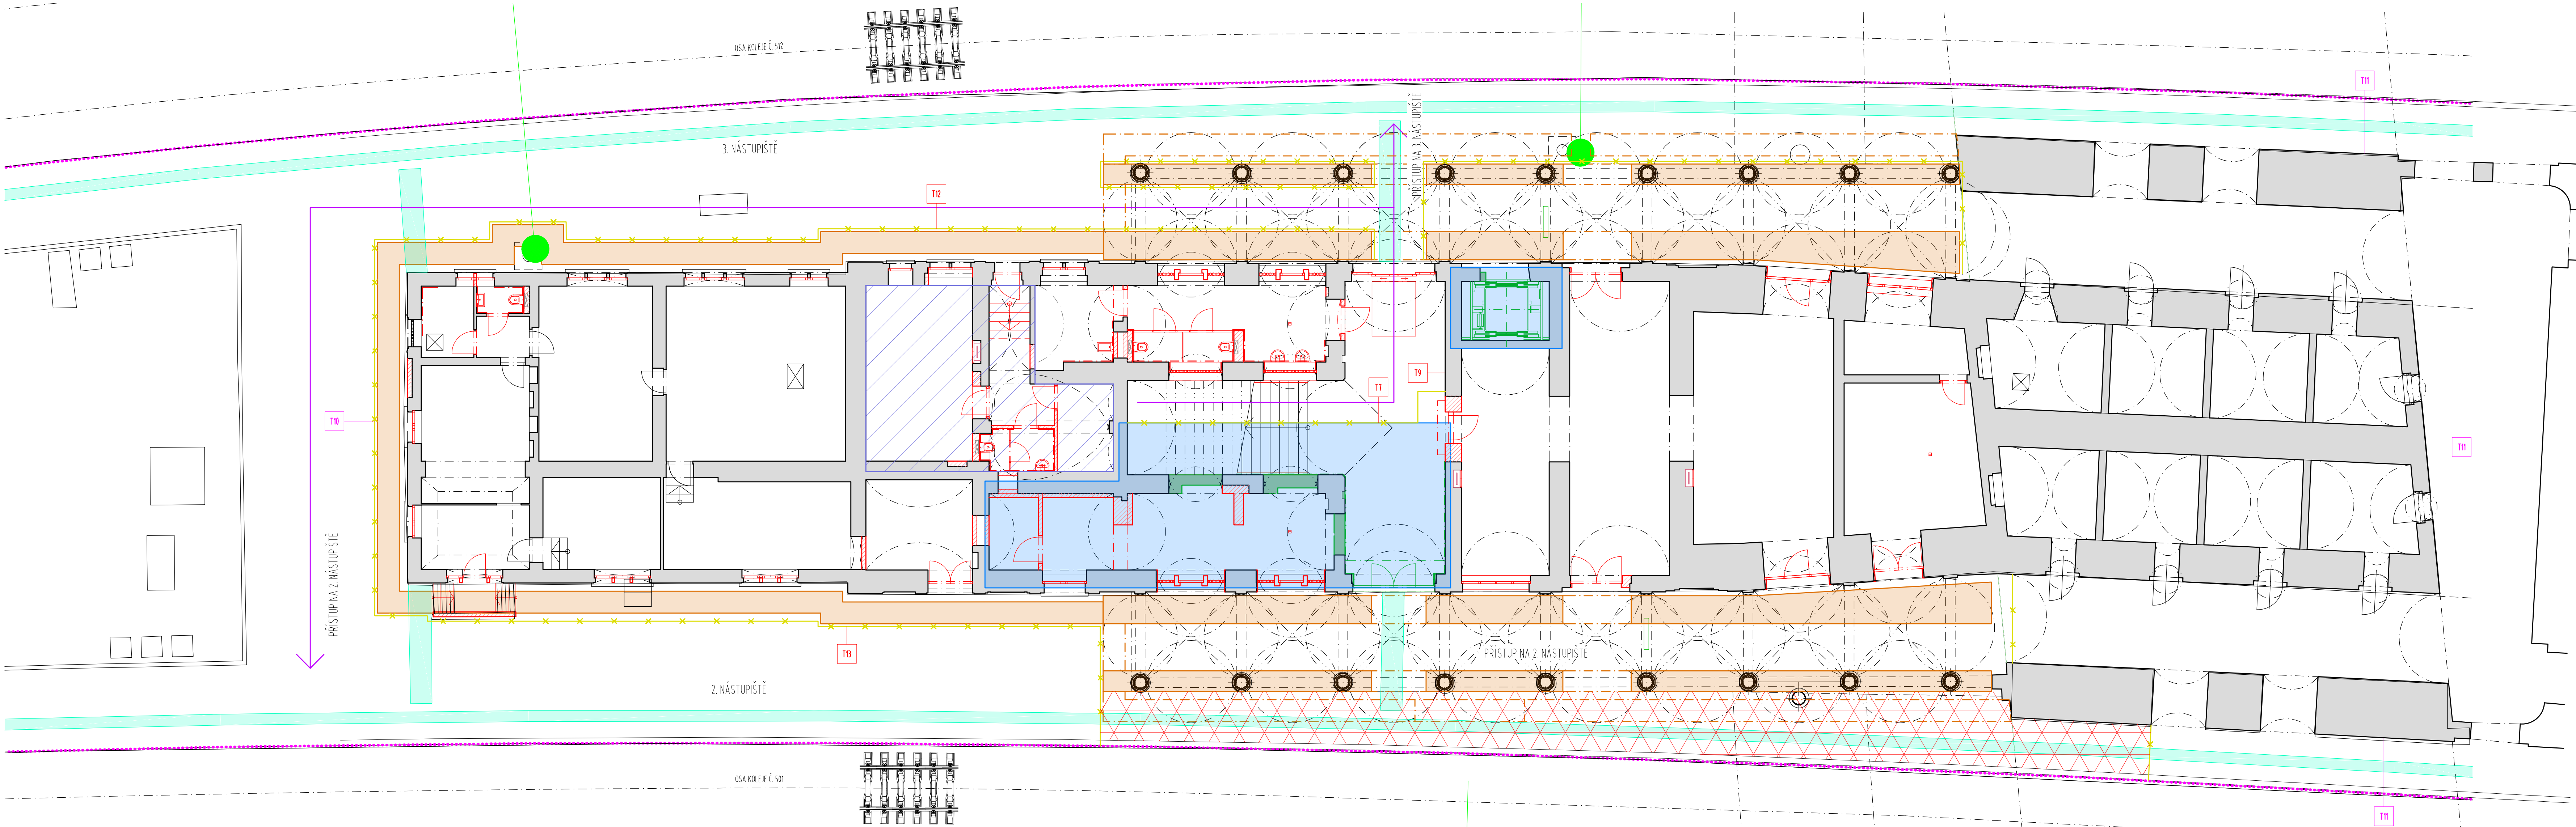 OSA KOLEJE Č. 512
T11
PŘÍSTUP NA 3. NÁSTUPIŠTĚ
3. NÁSTUPIŠTĚ
T12
T9
T7
T10
T11
PŘÍSTUP NA 2. NÁSTUPIŠTĚ
T13
PŘÍSTUP NA 2. NÁSTUPIŠTĚ
2. NÁSTUPIŠTĚ
OSA KOLEJE Č. 501
T11